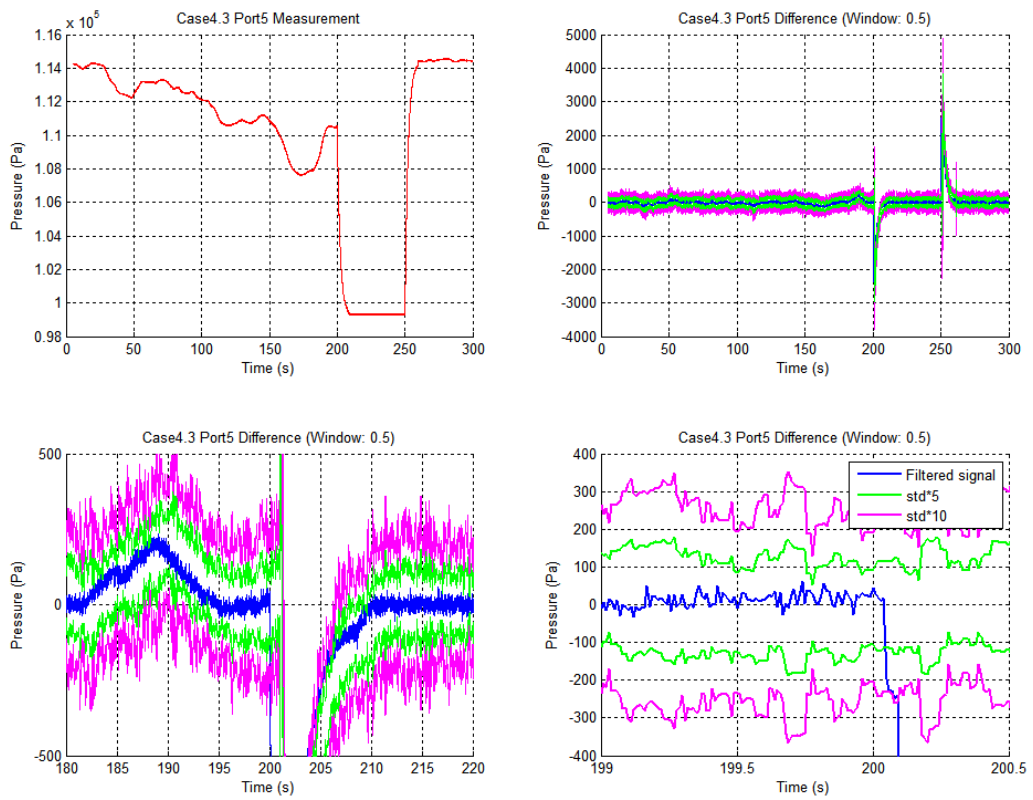 Case4.3 Port5 Measurement
x 10^5
1.16
1.14
1.12
1.1
1.08
1.06
1.04
1.02
1
0.98
Pressure (Pa)
0 50 100 150 200 250 300
Time (s)
Case4.3 Port5 Difference (Window: 0.5)
5000
4000
3000
2000
1000
0
-1000
-2000
-3000
-4000
Pressure (Pa)
0 50 100 150 200 250 300
Time (s)
Case4.3 Port5 Difference (Window: 0.5)
500
0
-500
Pressure (Pa)
180 185 190 195 200 205 210 215 220
Time (s)
Case4.3 Port5 Difference (Window: 0.5)
400
300
200
100
0
-100
-200
-300
-400
Pressure (Pa)
Filtered signal
std*5
std*10
199 199.5 200 200.5
Time (s)